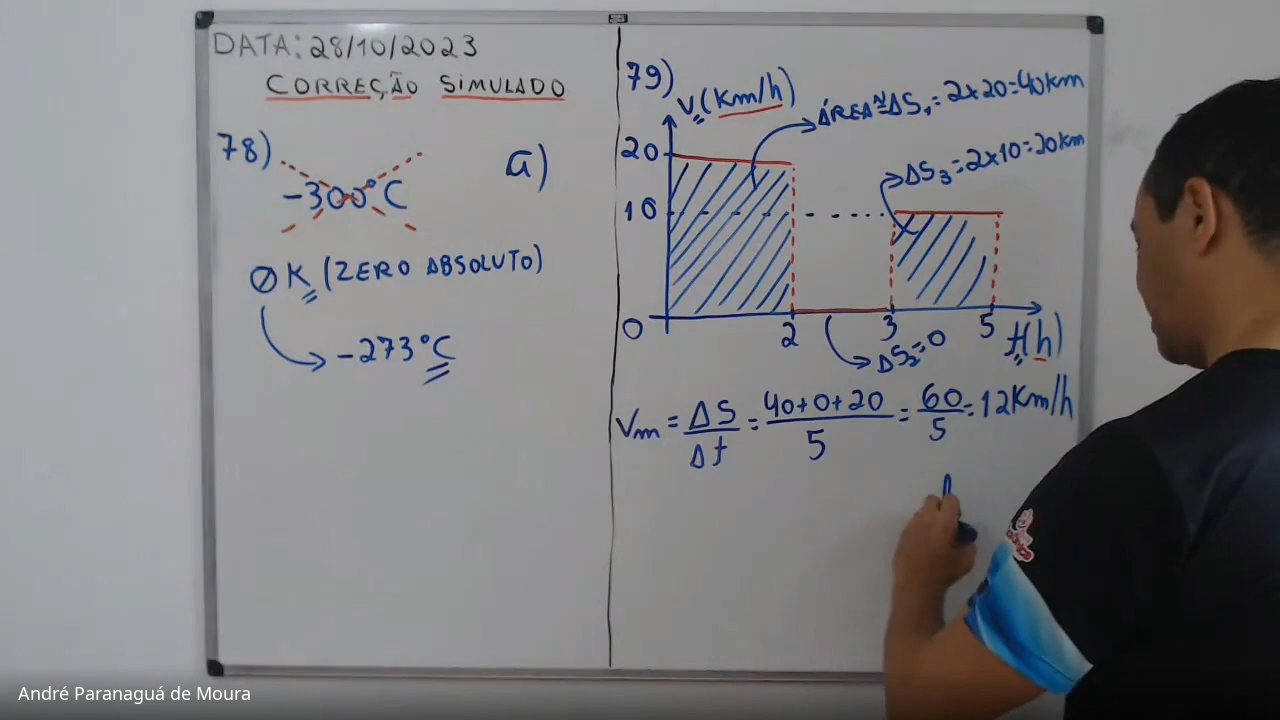 DATA: 28/10/2023
CORREÇÃO SIMULADO
78)
-300°C
a)
0 K (ZERO ABSOLUTO)
-273°C
79)
V (Km/h)
ÁREA ≅ ΔS₁ = 2x20=40km
20
ΔS₃=2x10=20km
10
0
2
3
5
t(h)
ΔS₂=0
Vm = ΔS/Δt = 40+0+20/5 = 60/5 = 12Km/h
André Paranaguá de Moura